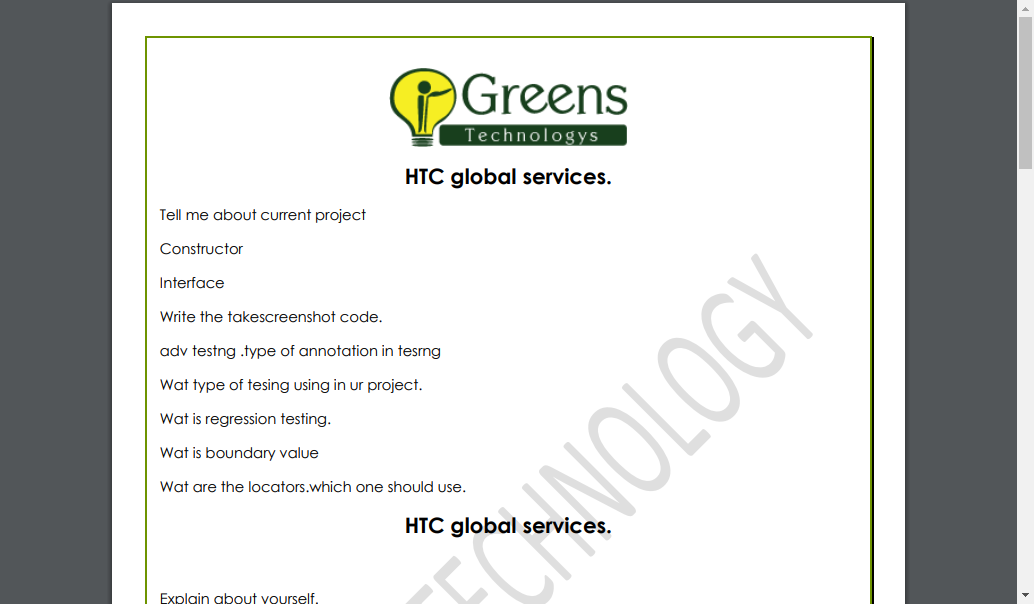 Greens
Technologys
HTC global services.
Tell me about current project
Constructor
Interface
Write the takescreenshot code.
adv testng .type of annotation in tesrng
Wat type of tesing using in ur project.
Wat is regression testing.
Wat is boundary value
Wat are the locators.which one should use.
HTC global services.
Explain about yourself.
TECHNOLOGY